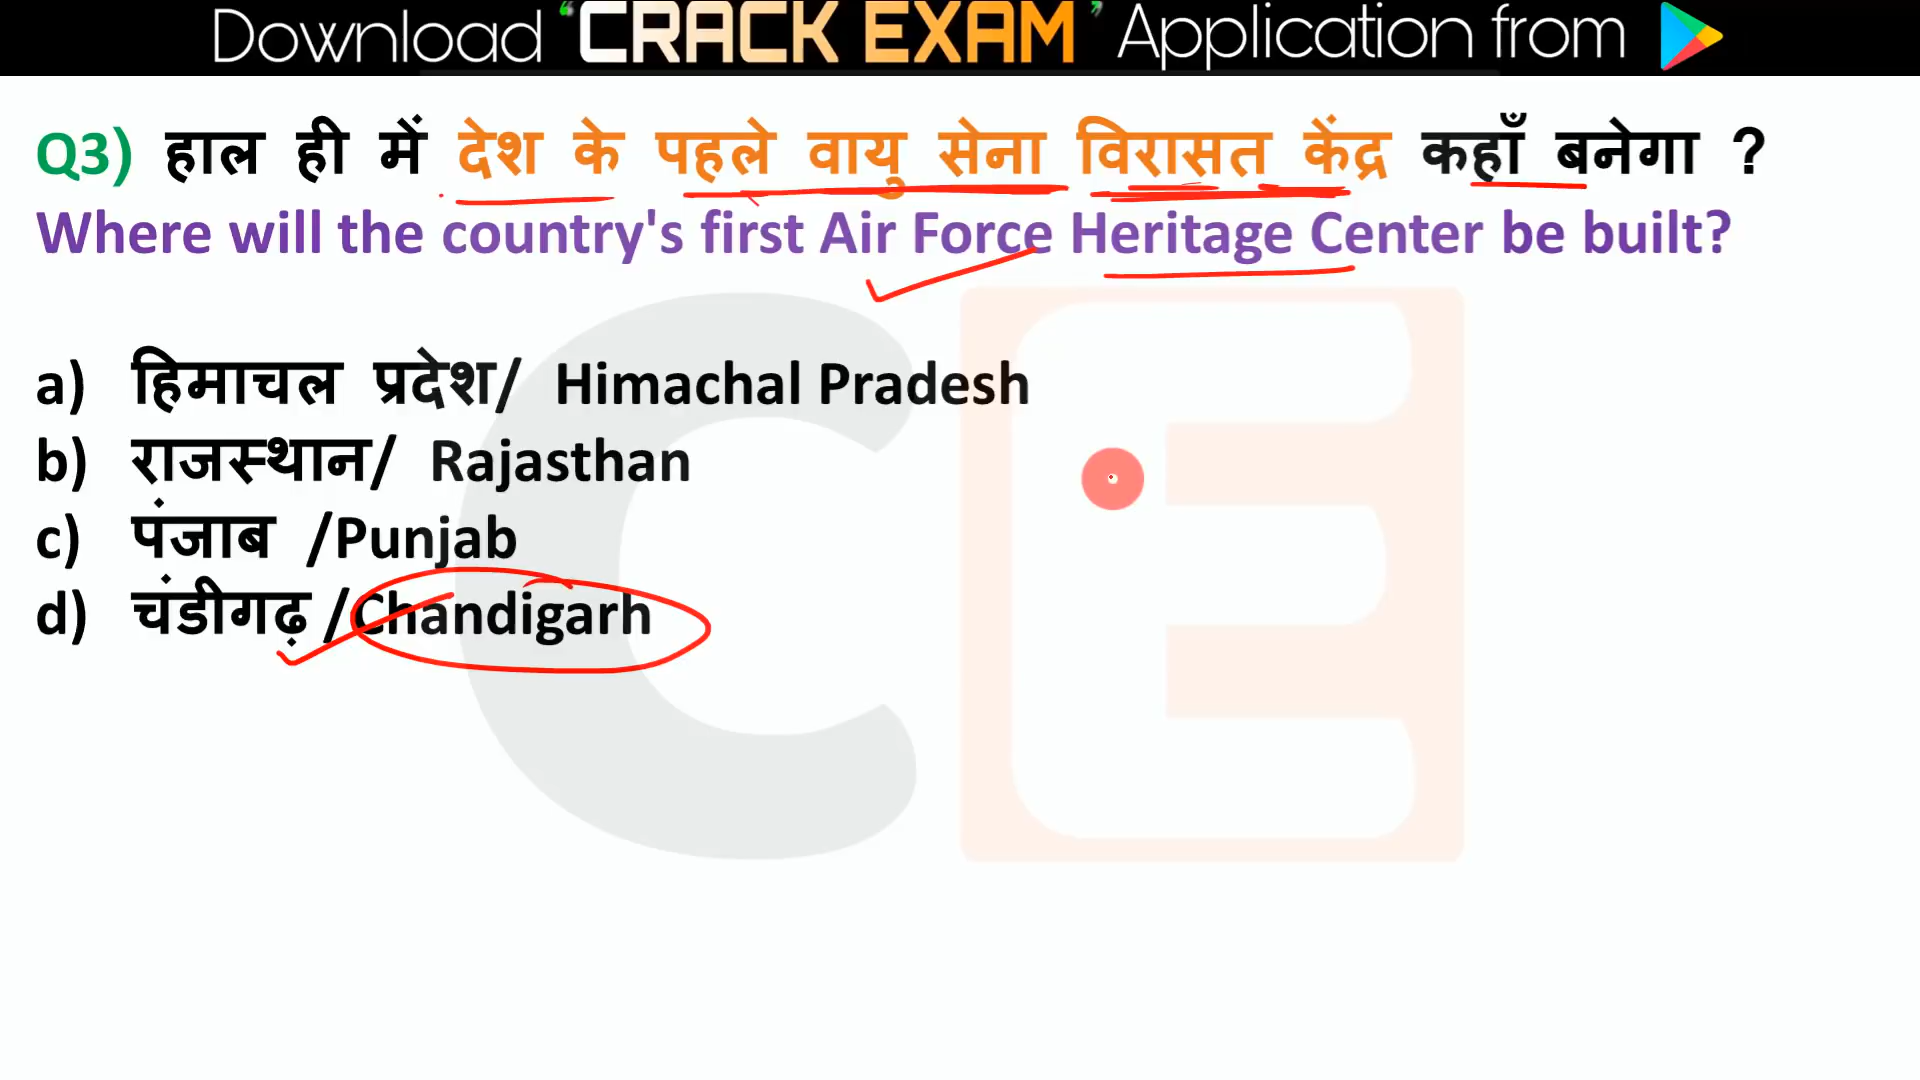 Download "CRACK EXAM" Application from
Q3) हाल ही में देश के पहले वायु सेना विरासत केंद्र कहाँ बनेगा ?
Where will the country's first Air Force Heritage Center be built?
a) हिमाचल प्रदेश/ Himachal Pradesh
b) राजस्थान/ Rajasthan
c) पंजाब /Punjab
d) चंडीगढ़ /Chandigarh
CE